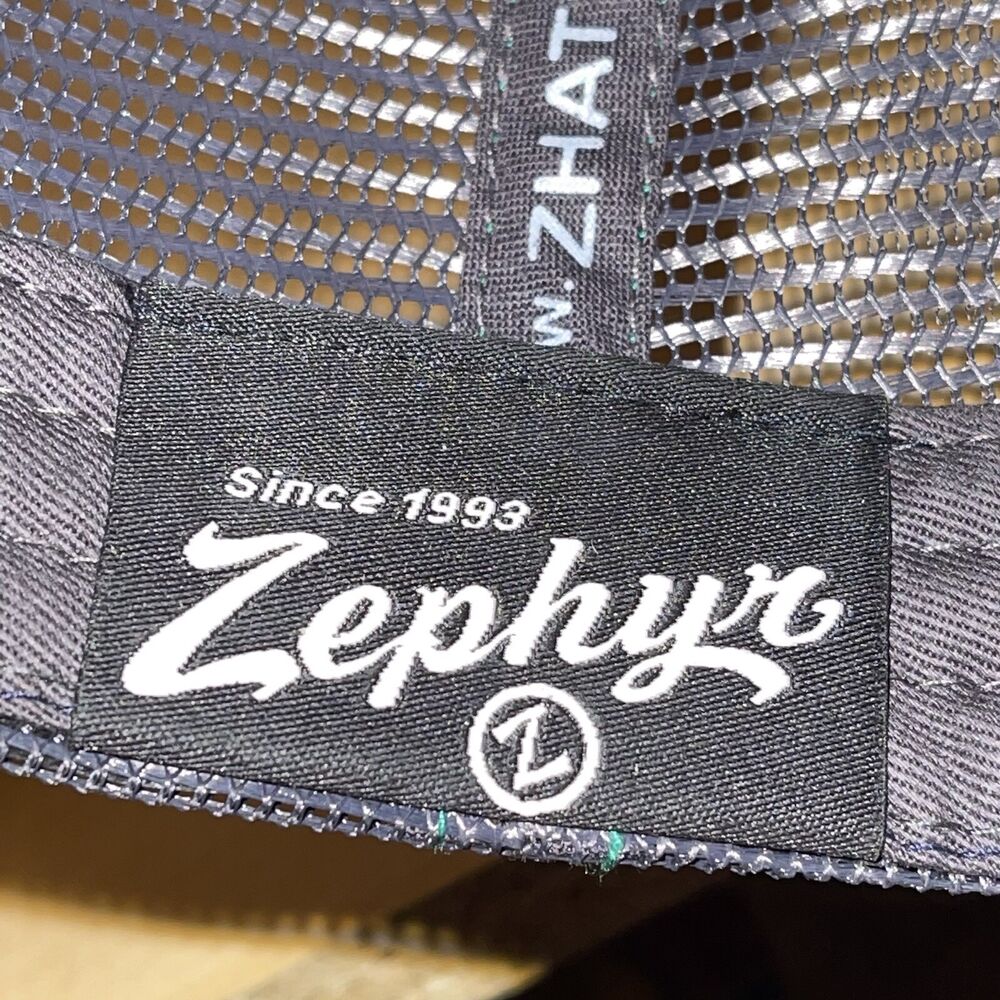 w. ZHAT
Since 1993
Zephyr
Z